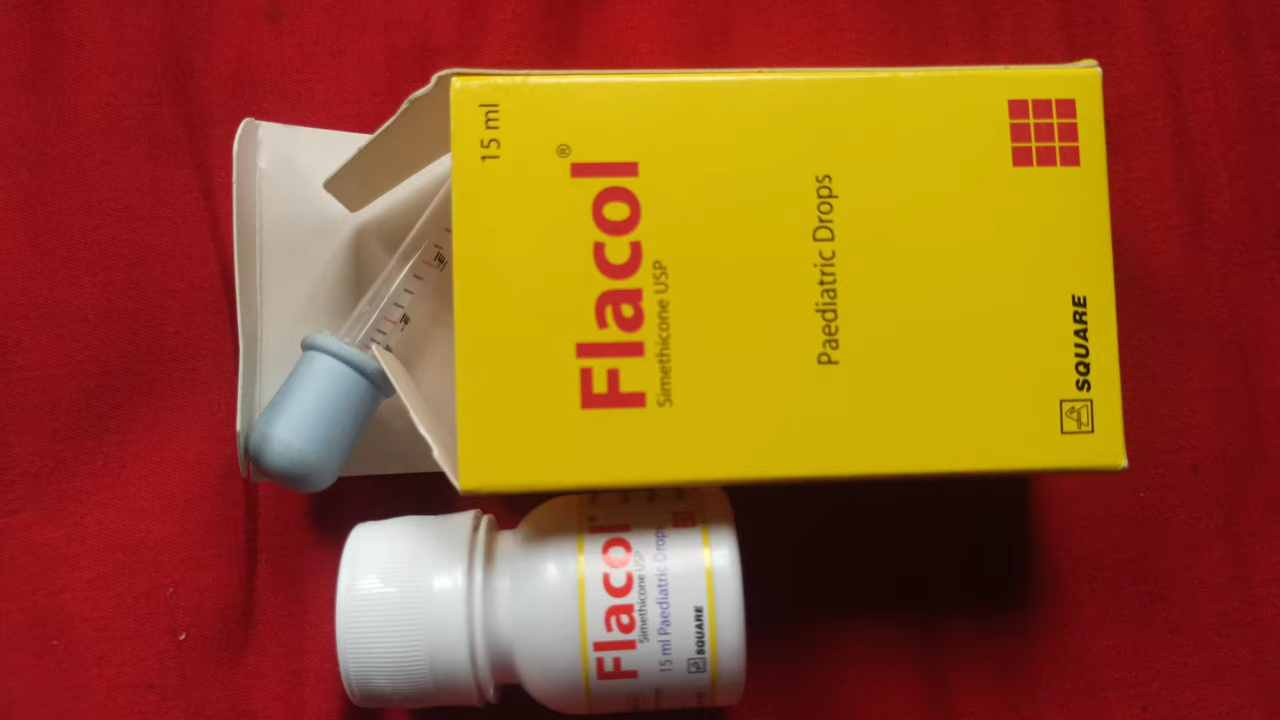 15 ml
Flacol®
Simethicone USP
Paediatric Drops
SQUARE
Flacol
Simethicone USP
15 ml Paediatric Drops
SQUARE